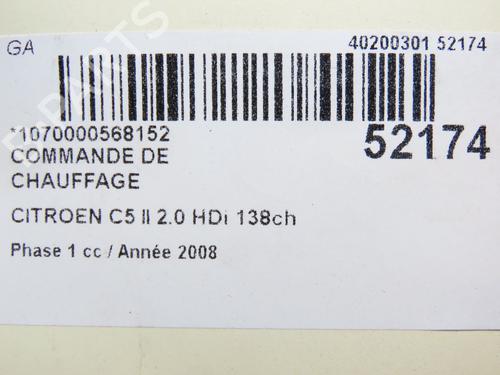 GA
40200301 52174
*1070000568152
52174
COMMANDE DE
CHAUFFAGE
CITROEN C5 II 2.0 HDi 138ch
Phase 1 cc / Année 2008